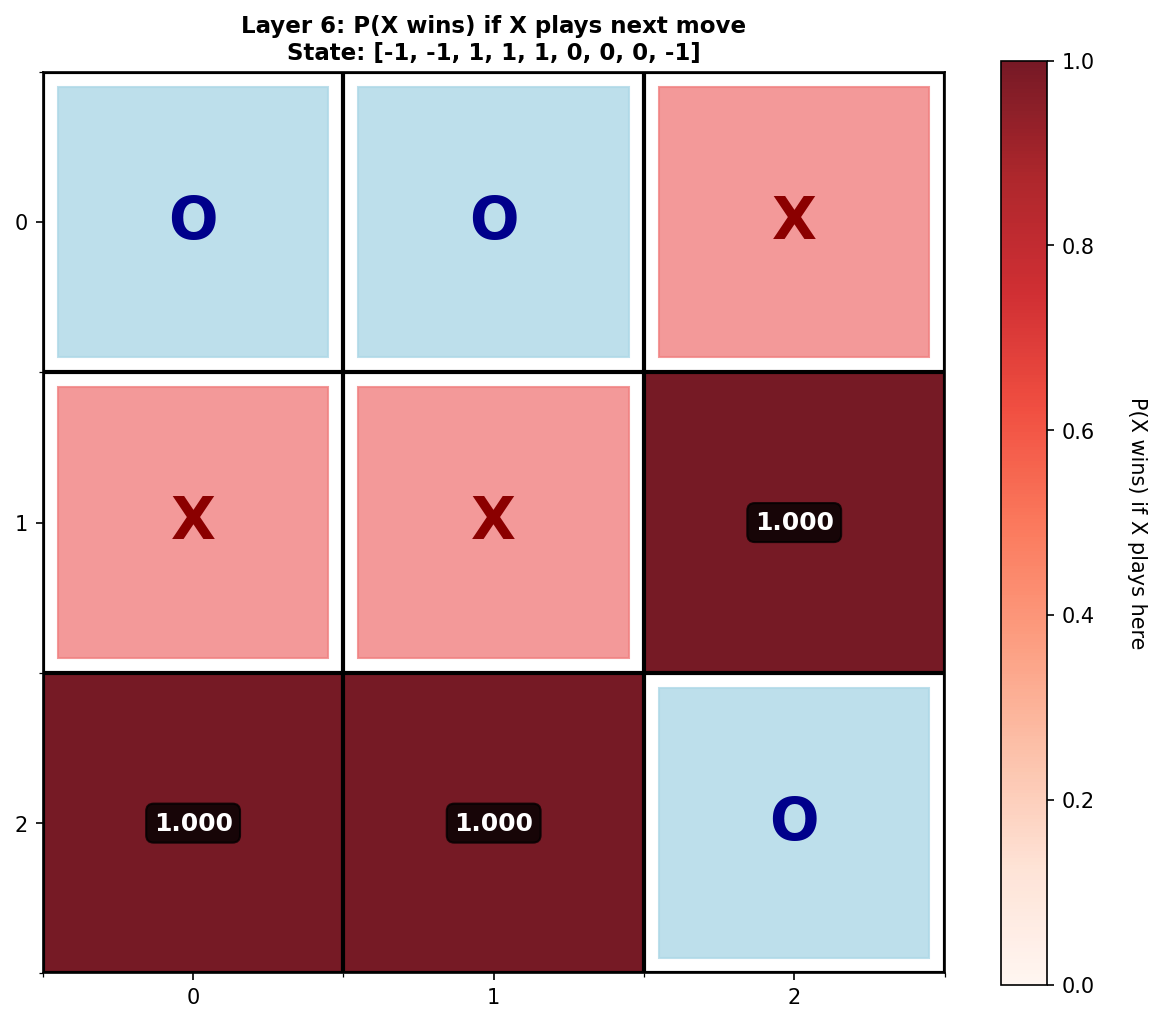 Layer 6: P(X wins) if X plays next move
State: [-1, -1, 1, 1, 1, 0, 0, 0, -1]
0
O
O
X
1
X
X
1.000
2
1.000
1.000
O
0
1
2
1.0
0.8
0.6
0.4
0.2
0.0
P(X wins) if X plays here